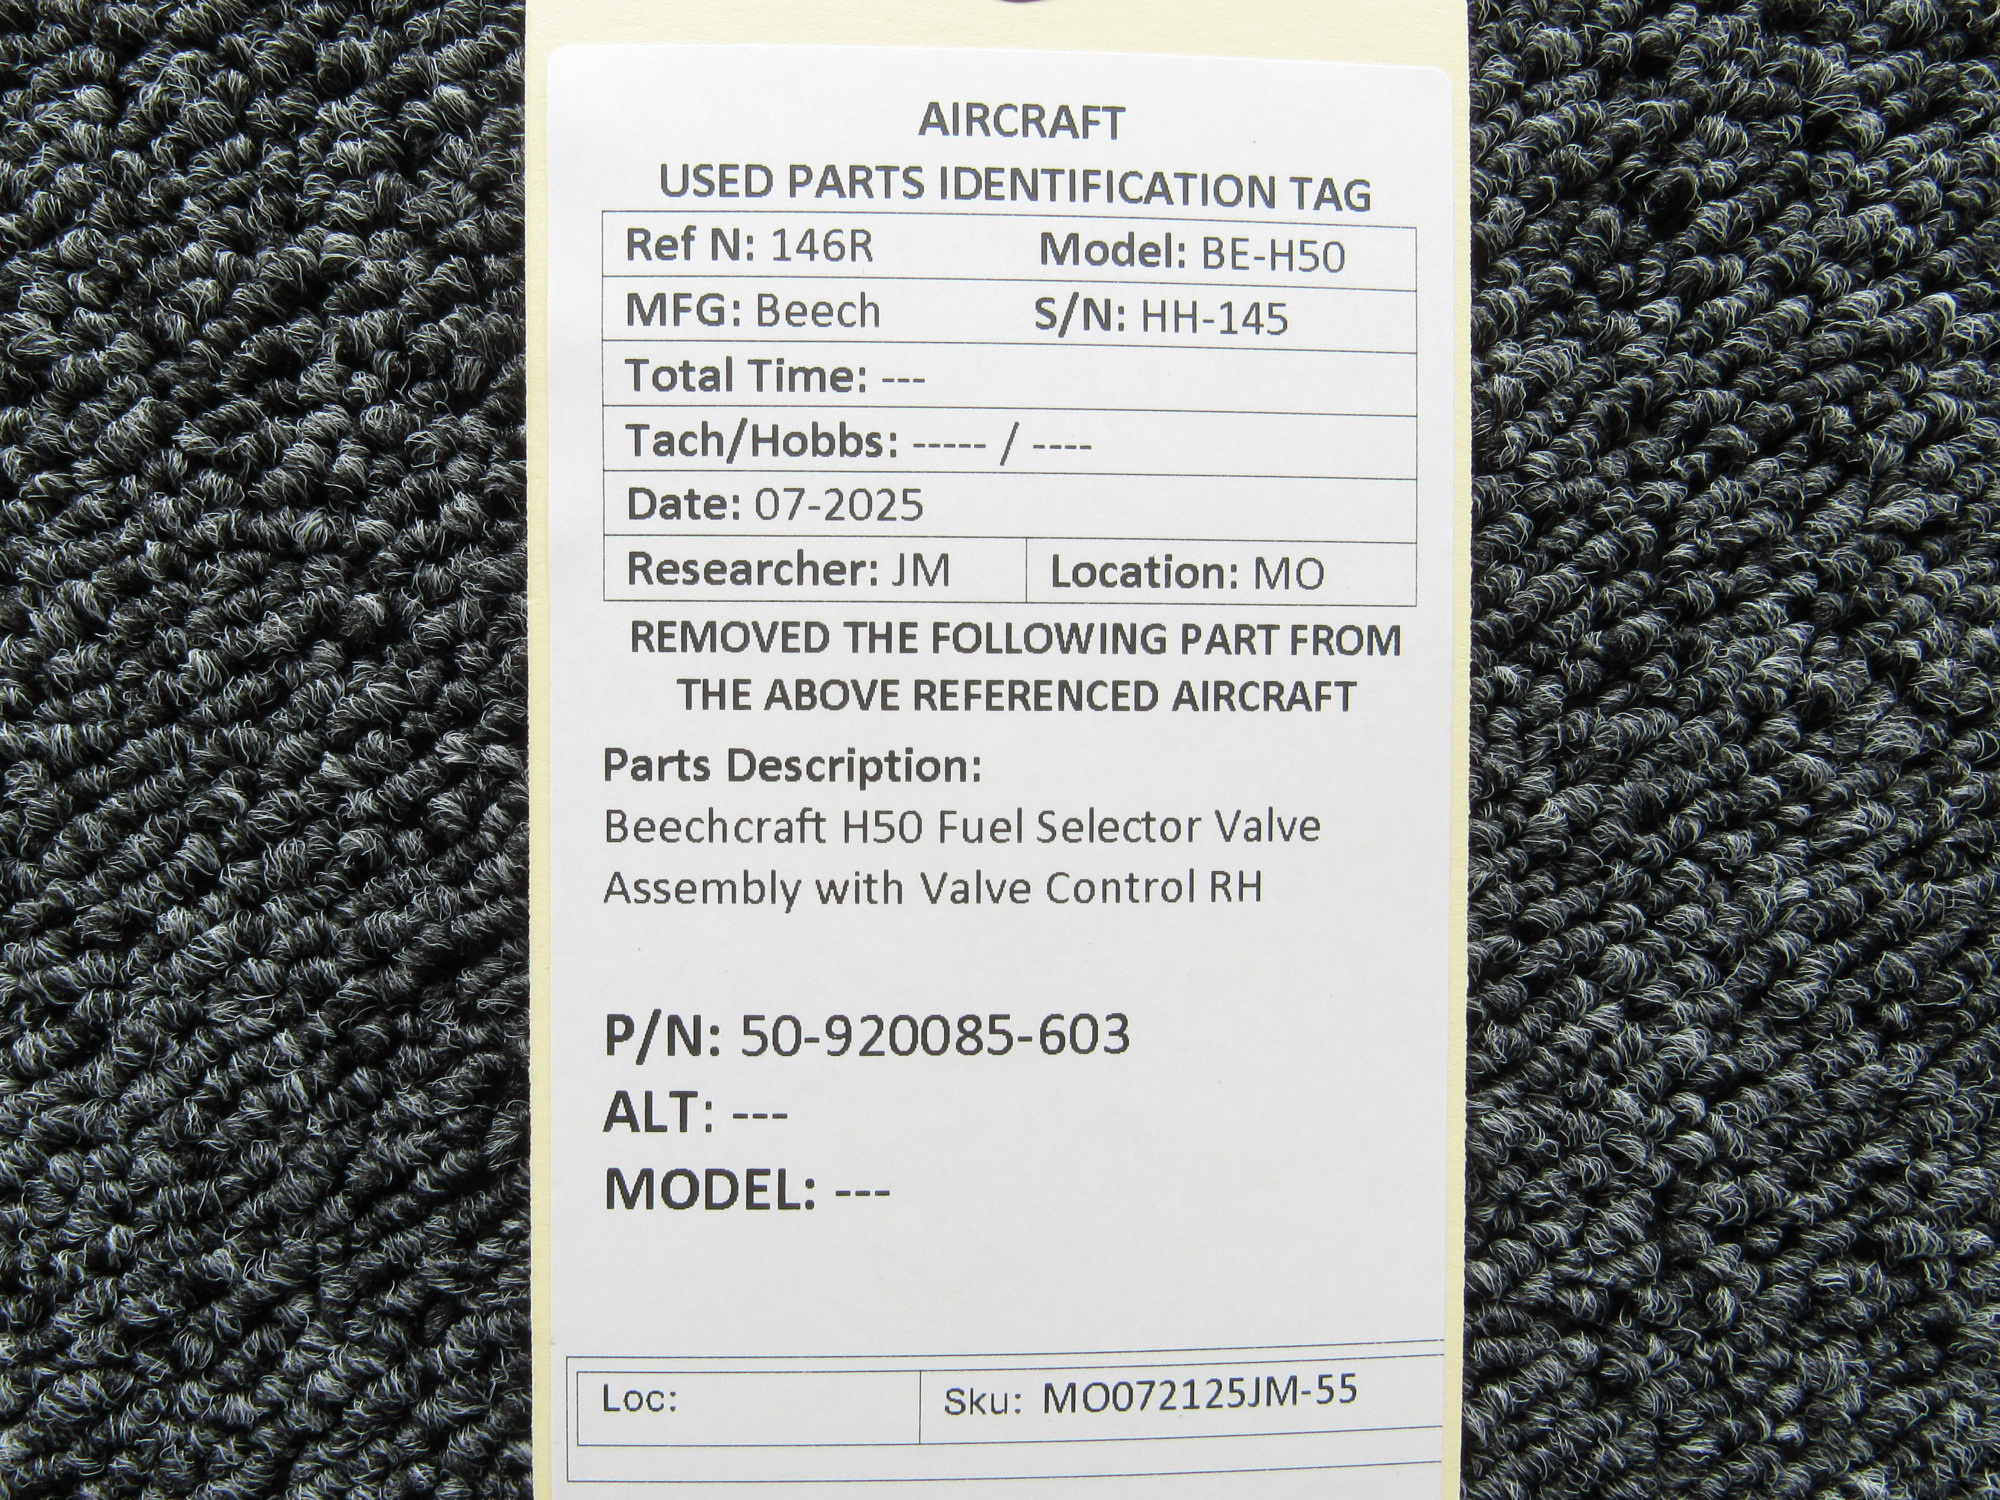 AIRCRAFT
USED PARTS IDENTIFICATION TAG
Ref N: 146R Model: BE-H50
MFG: Beech S/N: HH-145
Total Time: ---
Tach/Hobbs: ----- / ----
Date: 07-2025
Researcher: JM Location: MO
REMOVED THE FOLLOWING PART FROM
THE ABOVE REFERENCED AIRCRAFT
Parts Description:
Beechcraft H50 Fuel Selector Valve
Assembly with Valve Control RH
P/N: 50-920085-603
ALT: ---
MODEL: ---
Loc: Sku: MO072125JM-55